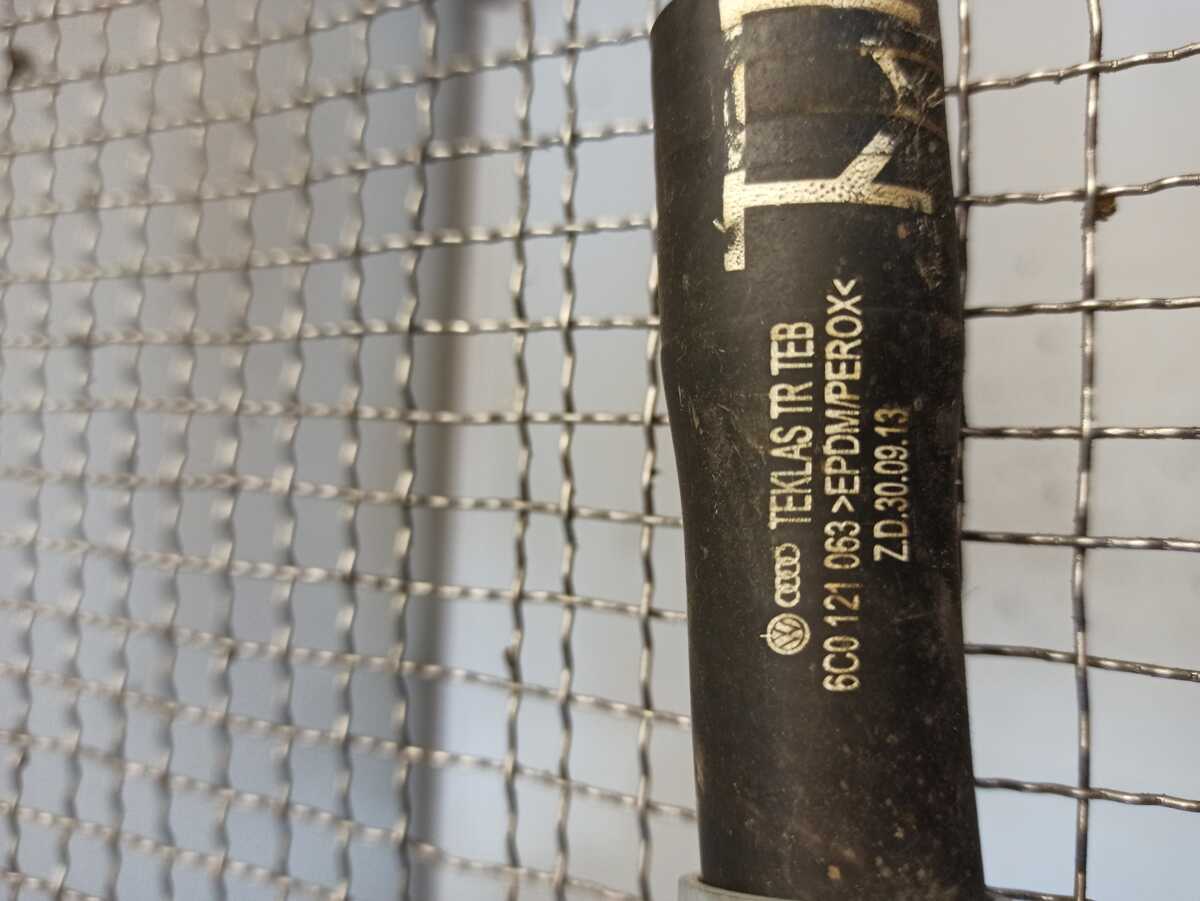 TEKLAS TR TEB
6C0 121 063 >EPDM/PEROX<
Z.D.30.09.13